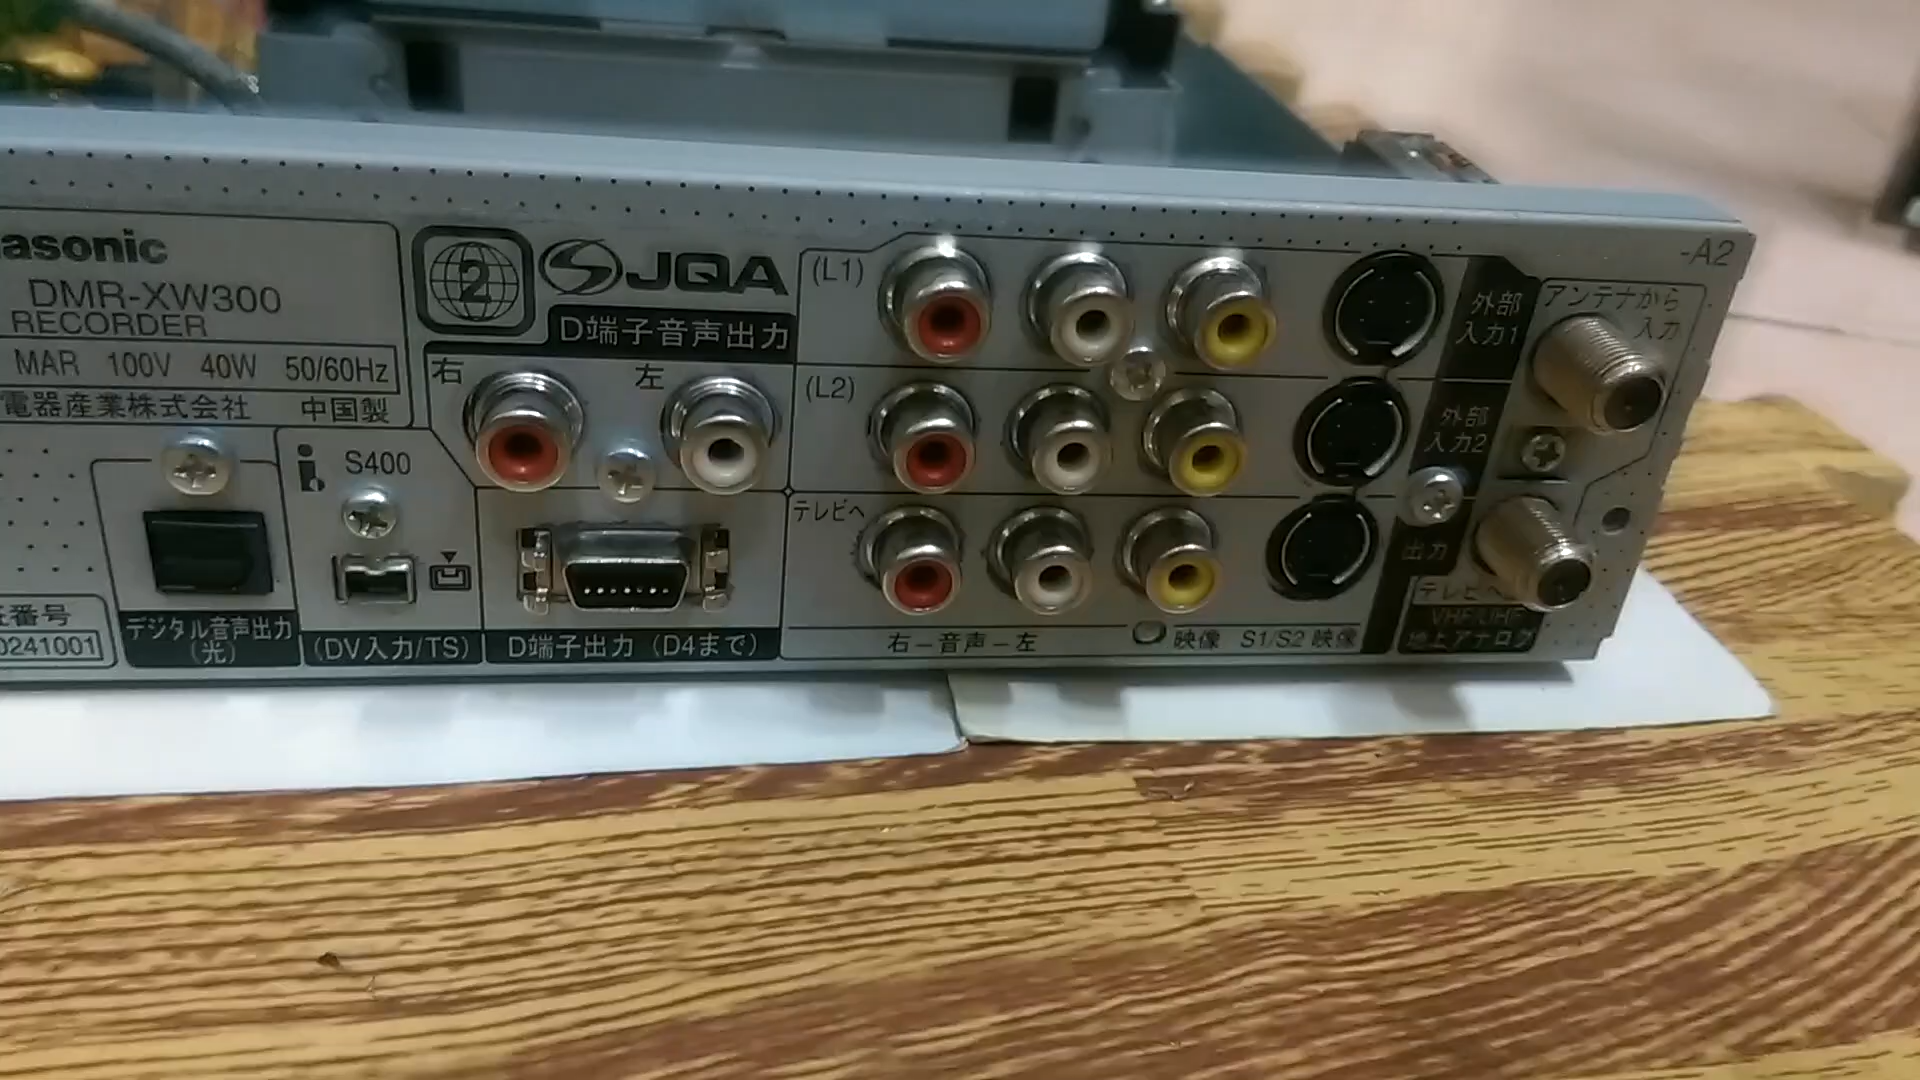 asonic
DMR-XW300
RECORDER
MAR 100V 40W 50/60Hz
電器産業株式会社 中国製
番号
0241001
2
JQA
D端子音声出力
右 左
S400
デジタル音声出力
(光)
(DV入力/TS)
D端子出力 (D4まで)
(L1)
(L2)
テレビへ
右－音声－左
映像 S1/S2 映像
外部
入力1
外部
入力2
出力
-A2
アンテナから
入力
テレビへ
VHF/UHF
地上アナログ